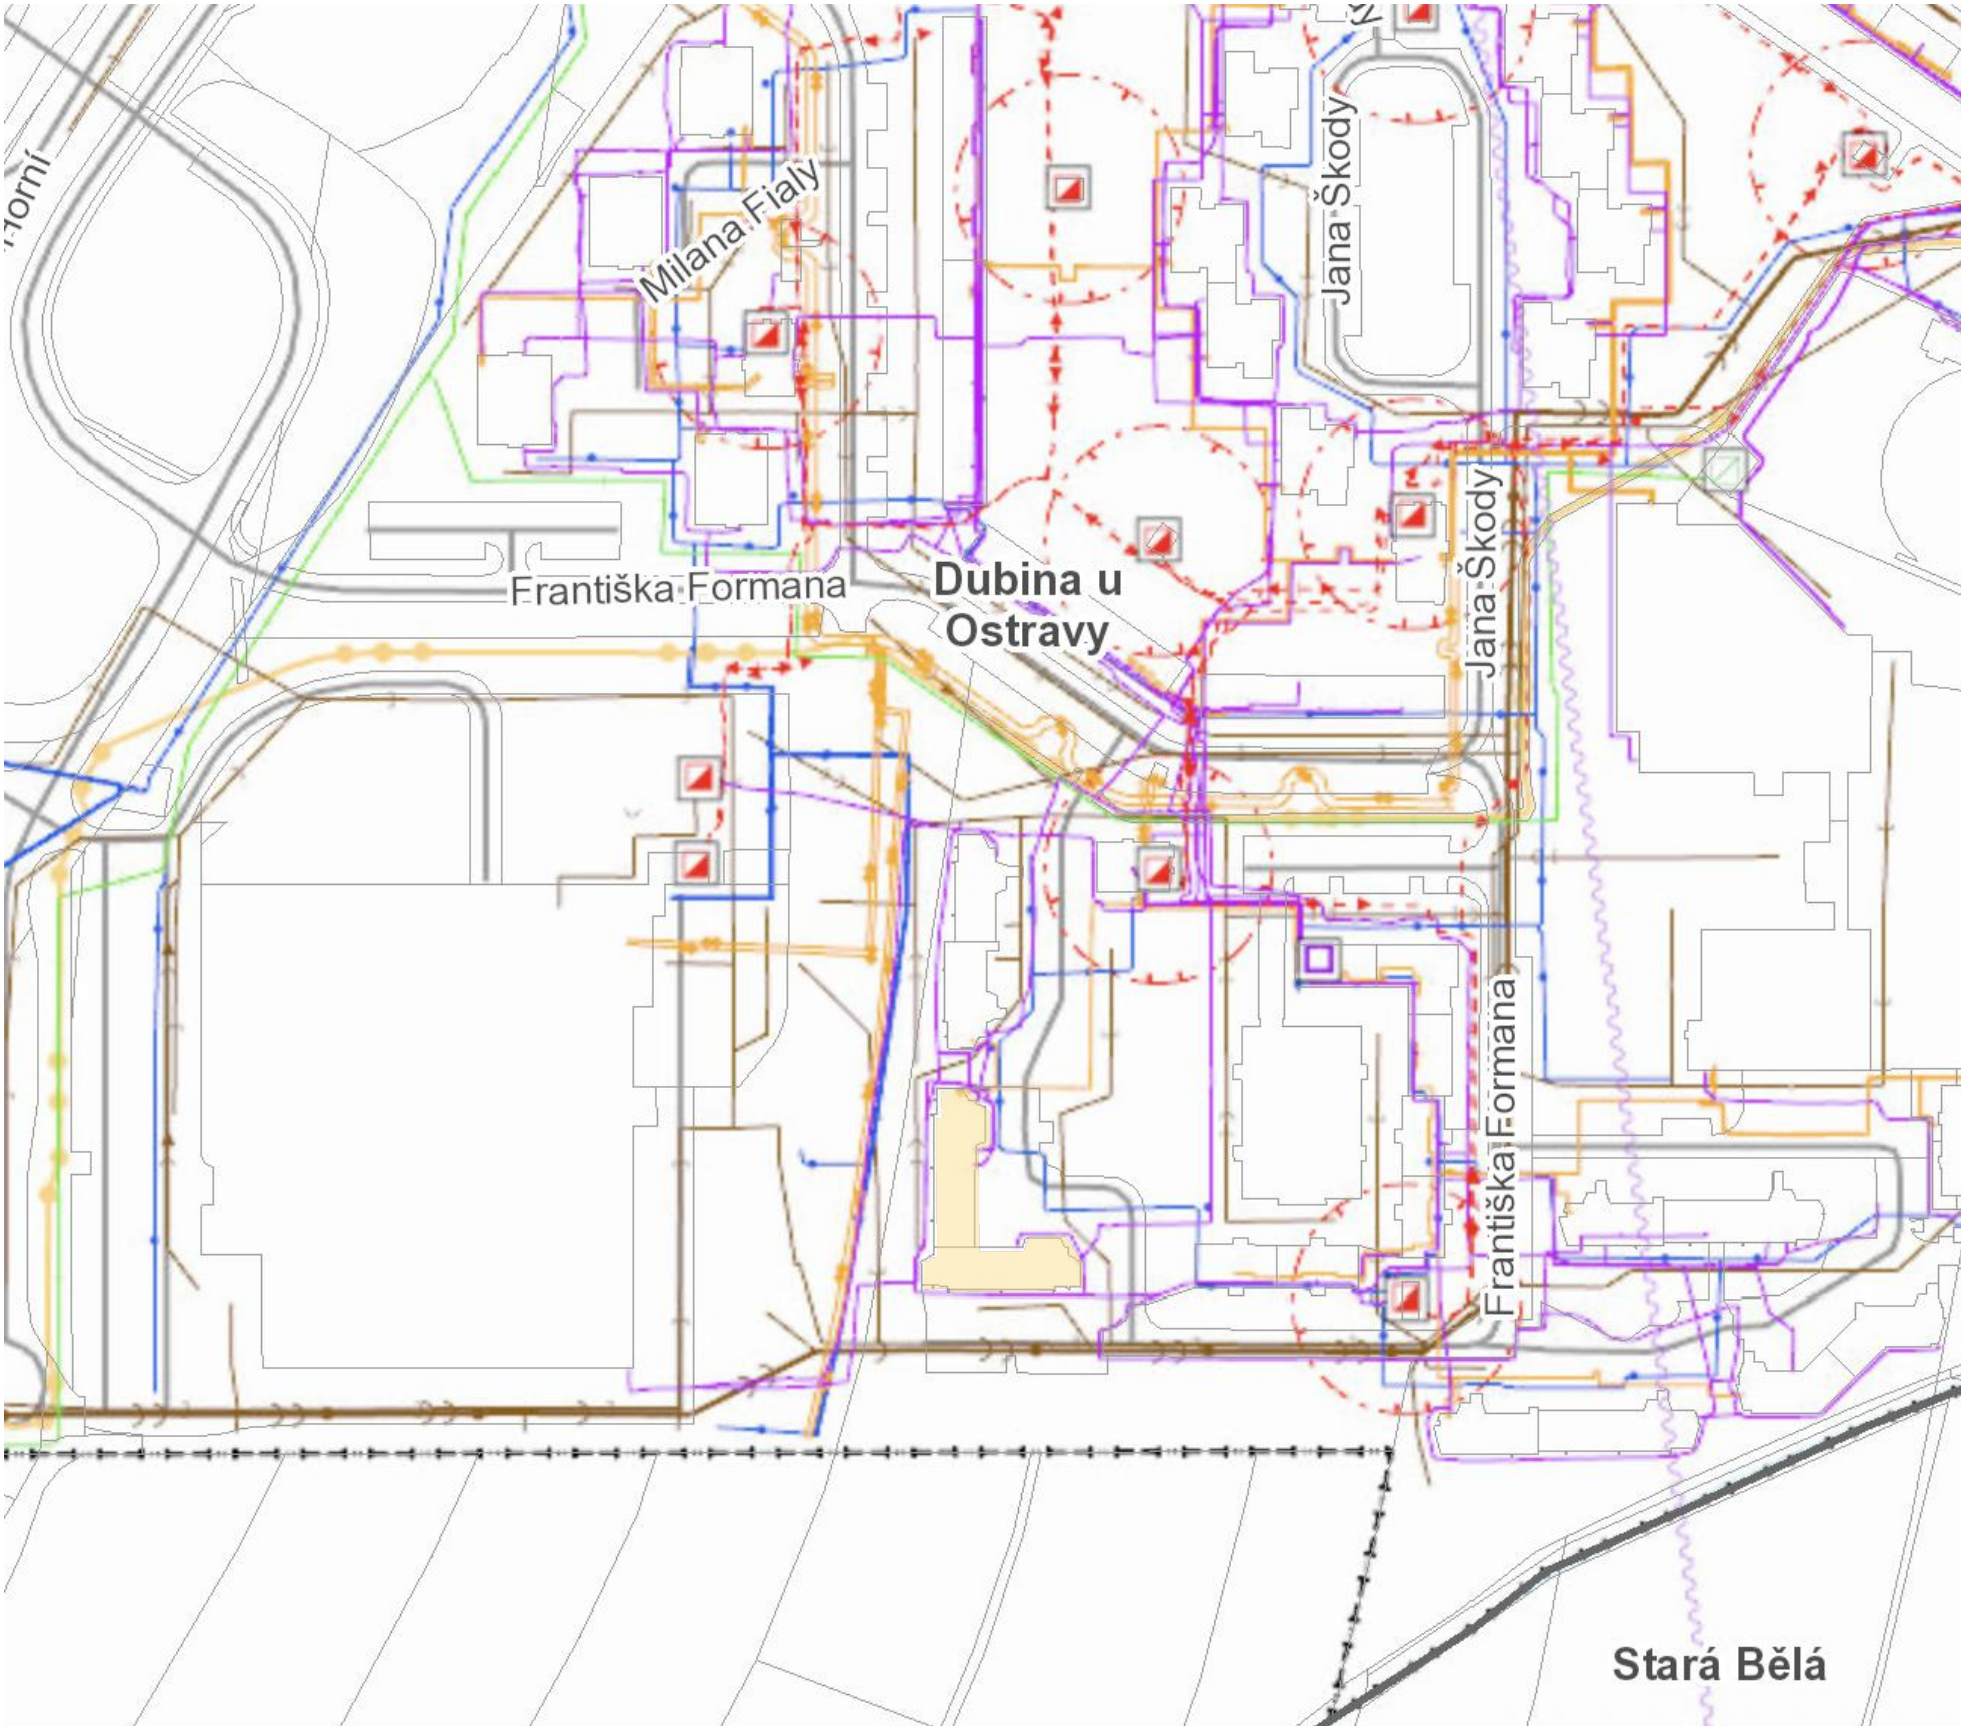 Horní
Milana Fialy
Jana Škody
Františka Formana
Dubina u
Ostravy
Jana Škody
Františka Formana
Stará Bělá